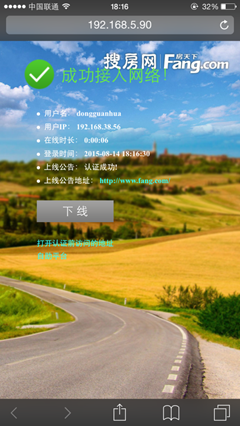 中国联通 18:16 32%
192.168.5.90
搜房网 房天下 Fang.com
成功接入网络!
用户名: dongguanhua
用户IP: 192.168.38.56
在线时长: 0:00:06
登录时间: 2015-08-14 18:16:30
上线公告: 认证成功!
上线公告地址: http://www.fang.com
下 线
打开认证前访问的地址